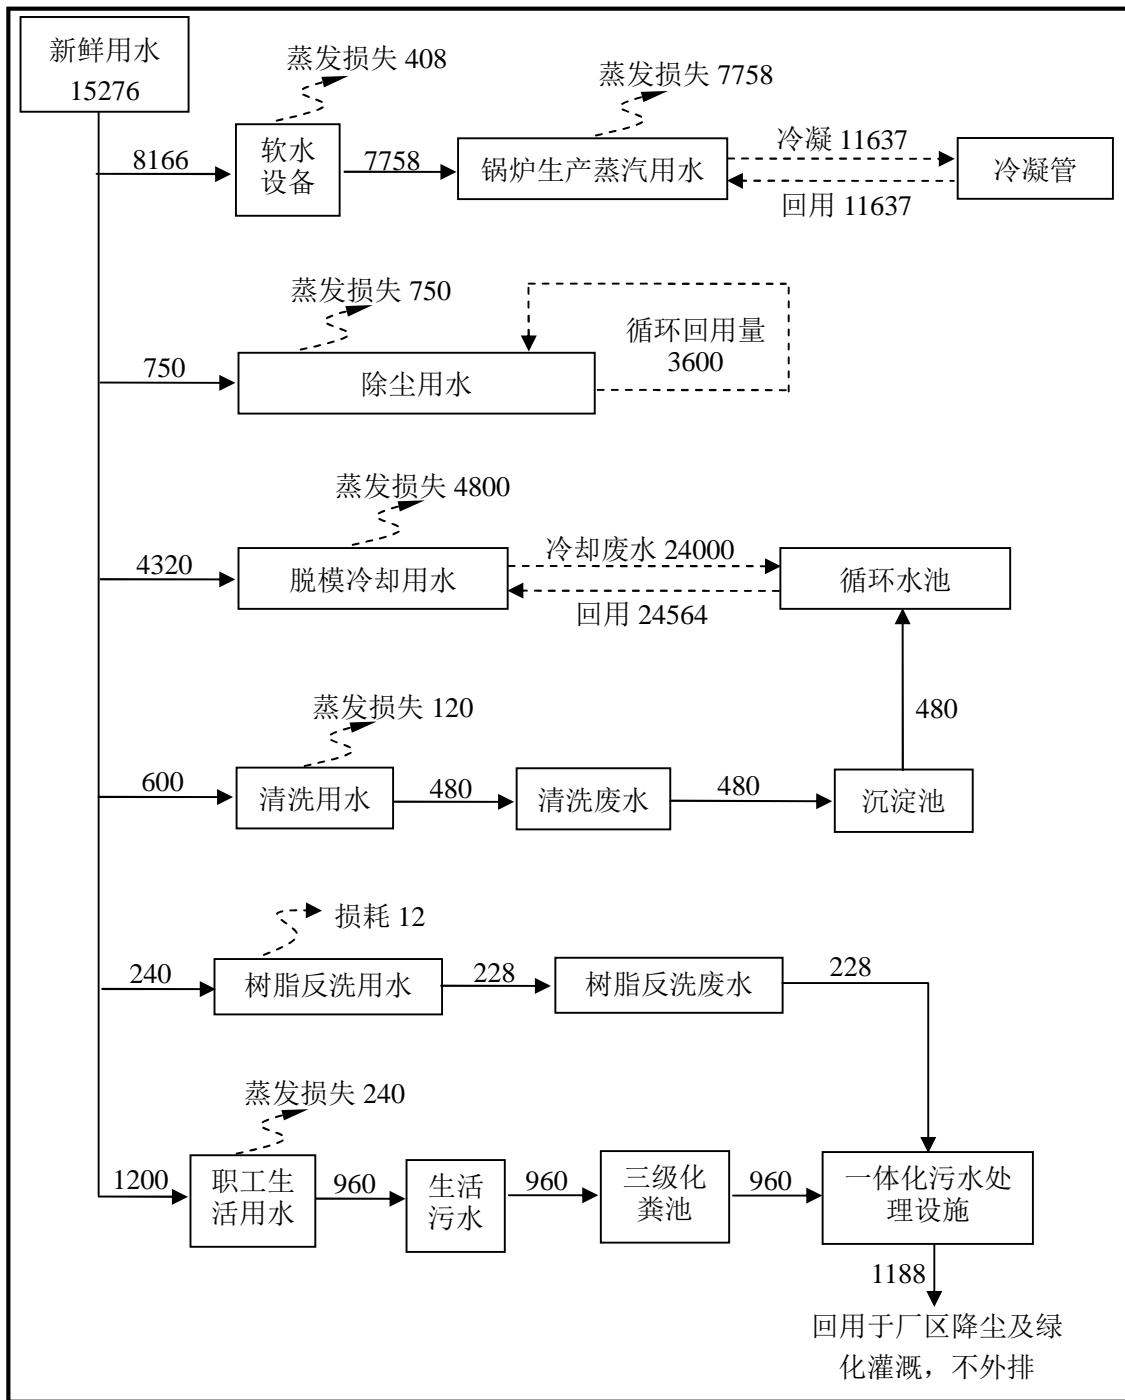 新鲜用水
15276
蒸发损失 408
蒸发损失 7758
8166
软水
设备
7758
锅炉生产蒸汽用水
冷凝 11637
回用 11637
冷凝管
蒸发损失 750
循环回用量
3600
750
除尘用水
蒸发损失 4800
4320
脱模冷却用水
冷却废水 24000
回用 24564
循环水池
480
蒸发损失 120
600
清洗用水
480
清洗废水
480
沉淀池
损耗 12
240
树脂反洗用水
228
树脂反洗废水
228
蒸发损失 240
1200
职工生
活用水
960
生活
污水
960
三级化
粪池
960
一体化污水处
理设施
1188
回用于厂区降尘及绿
化灌溉，不外排